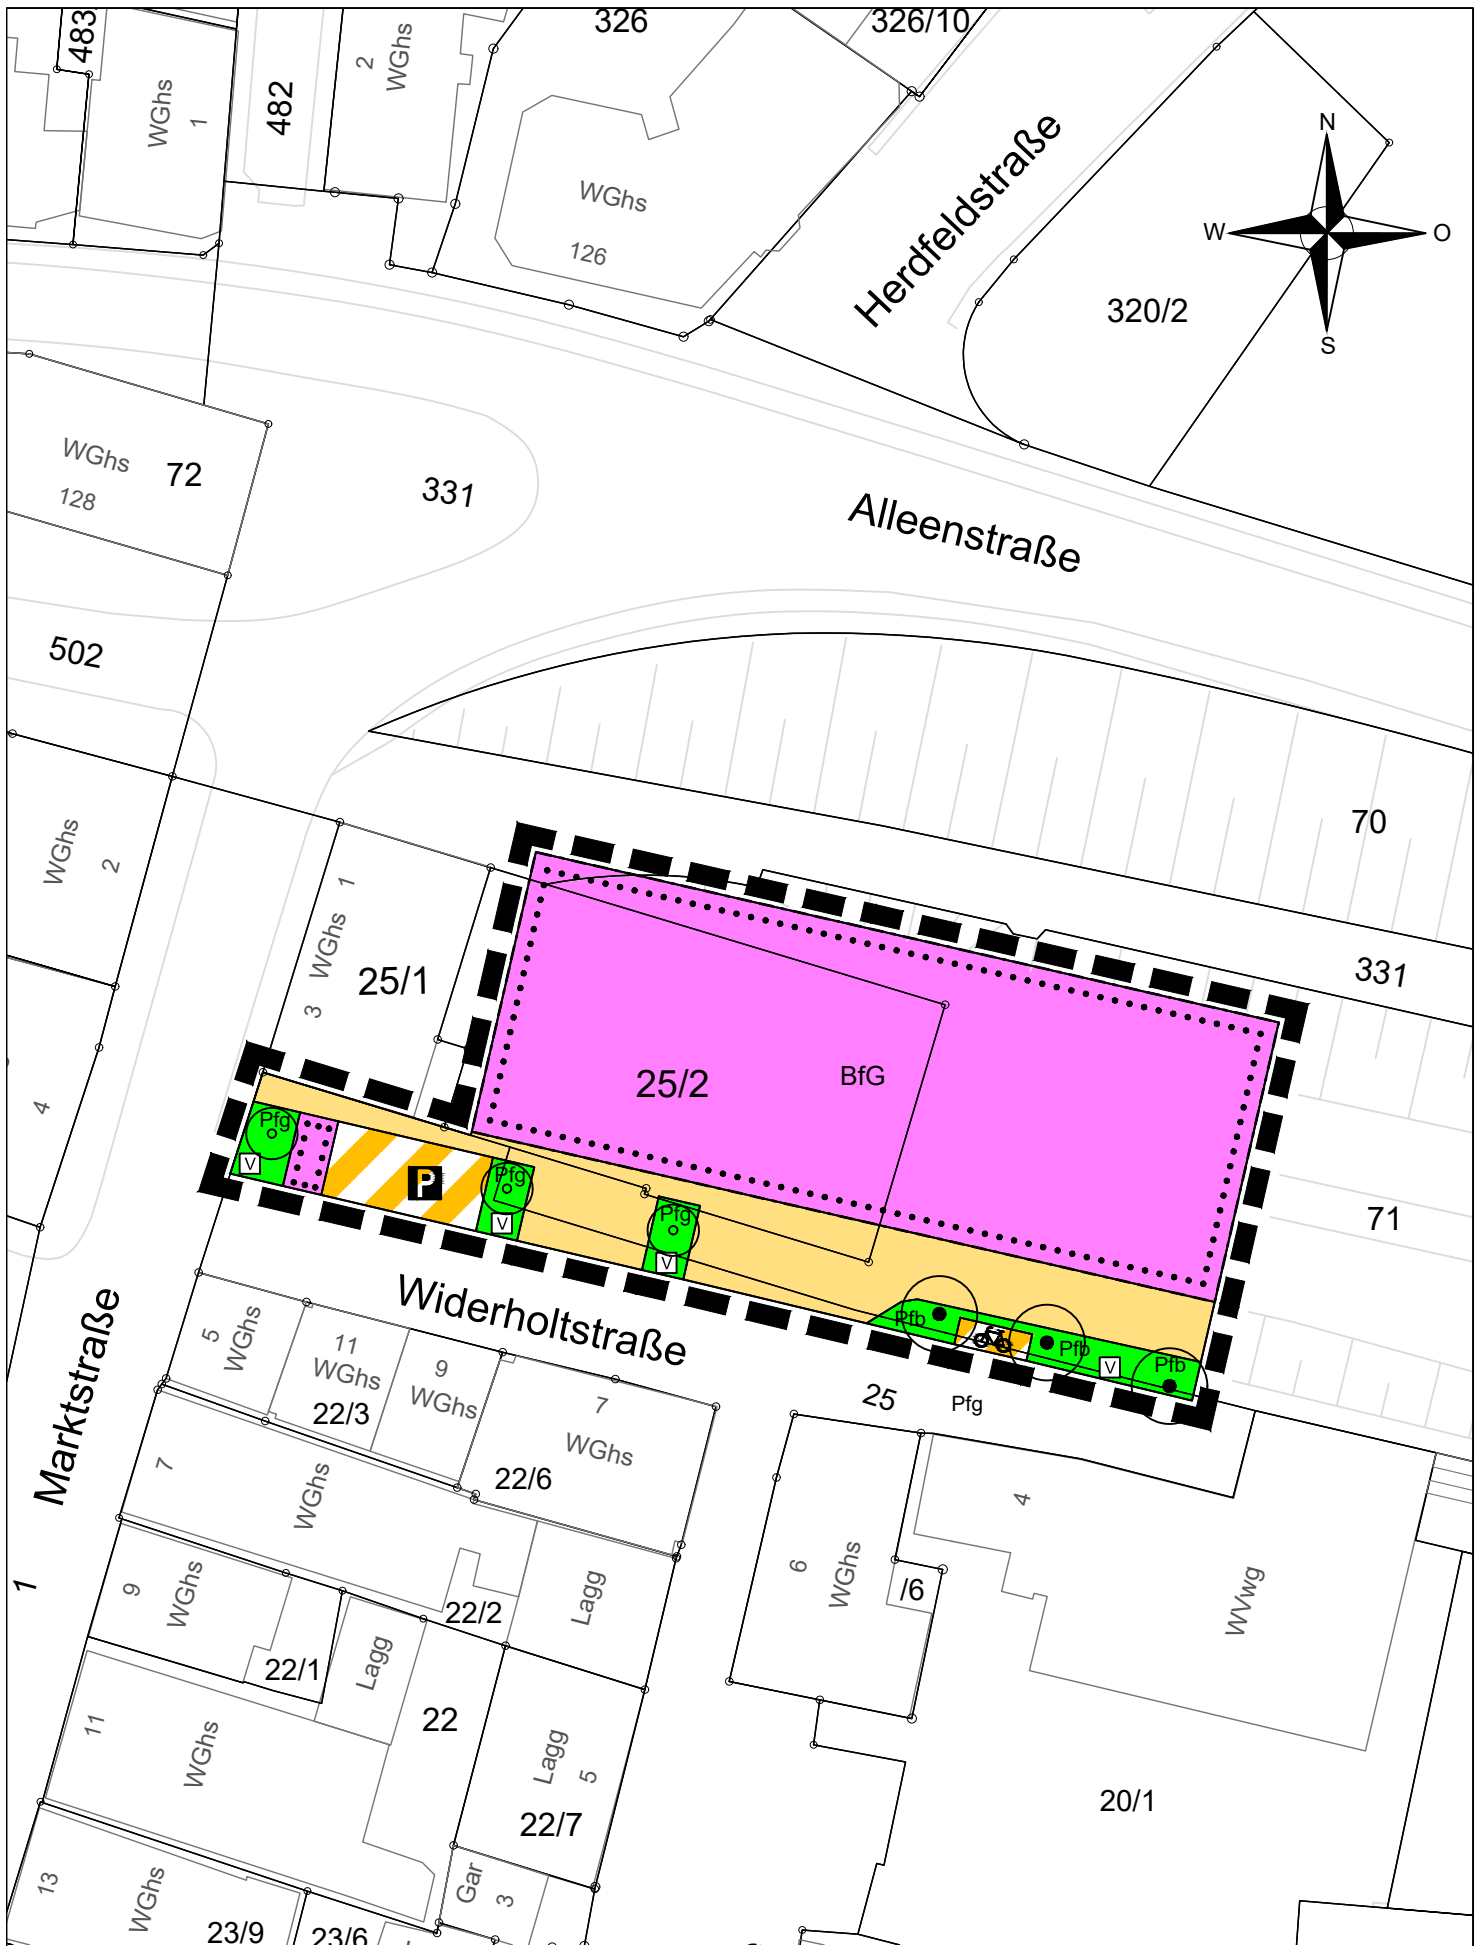 483
326
326/10
2
WGhs
WGhs
1
482
Herdfeldstraße
N
W
O
S
WGhs
126
320/2
WGhs
72
128
331
Alleenstraße
502
70
WGhs
2
1
WGhs
3
25/1
331
25/2
BfG
4
Pfg
V
P
Pfg
V
Pfg
V
71
Pfb
Pfb
V
Pfb
Widerholtstraße
Marktstraße
5
WGhs
11
WGhs
22/3
9
WGhs
7
WGhs
22/6
25
Pfg
7
WGhs
4
6
WGhs
/6
WVwg
1
9
WGhs
22/2
Lagg
22/1
Lagg
22
11
WGhs
Lagg
5
22/7
20/1
13
WGhs
Gar
3
23/9
23/6